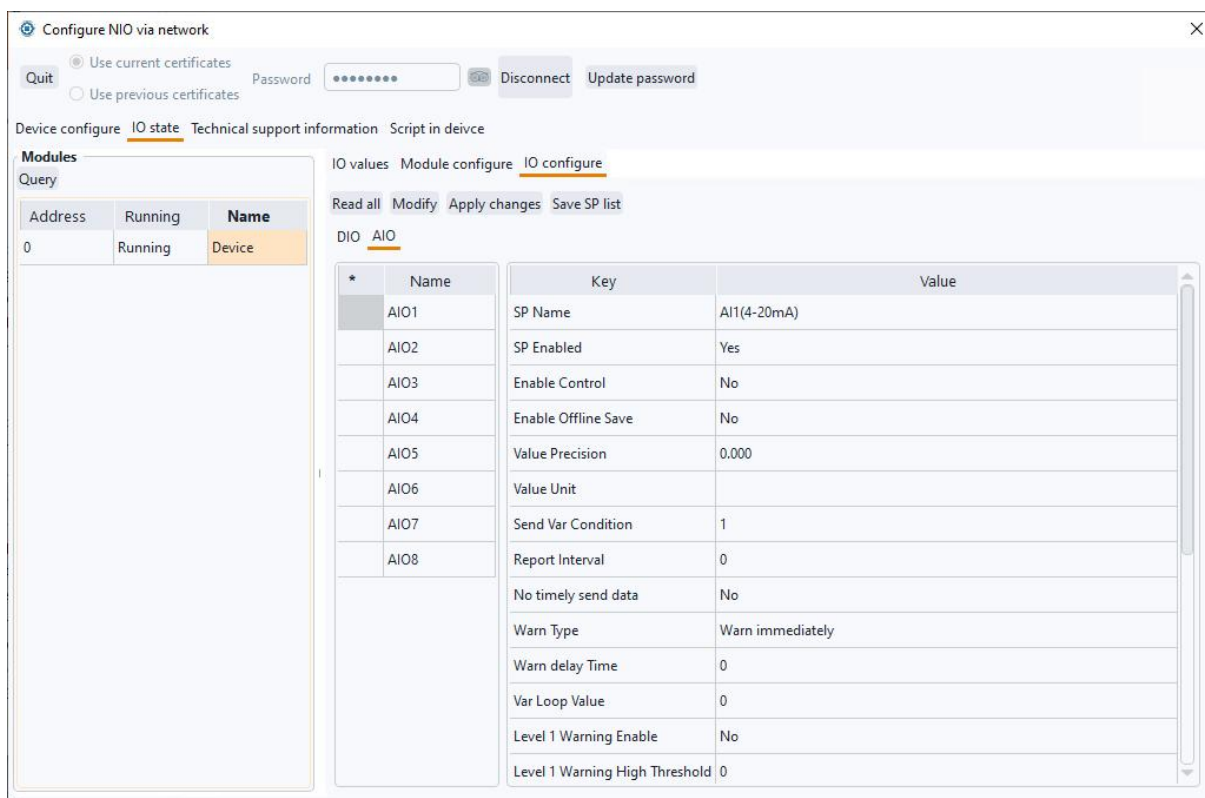 Configure NIO via network
Quit
Use current certificates
Use previous certificates
Password
Disconnect
Update password
Device configure IO state Technical support information Script in deivce
Modules
Query
Address Running Name
0 Running Device
IO values Module configure IO configure
Read all Modify Apply changes Save SP list
DIO AIO
* Name
AIO1
AIO2
AIO3
AIO4
AIO5
AIO6
AIO7
AIO8
Key Value
SP Name AI1(4-20mA)
SP Enabled Yes
Enable Control No
Enable Offline Save No
Value Precision 0.000
Value Unit
Send Var Condition 1
Report Interval 0
No timely send data No
Warn Type Warn immediately
Warn delay Time 0
Var Loop Value 0
Level 1 Warning Enable No
Level 1 Warning High Threshold 0